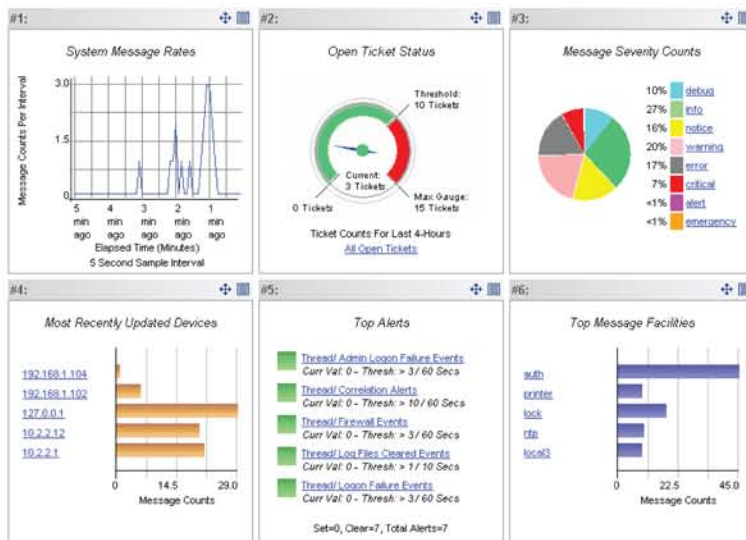 #1:
System Message Rates
Message Counts Per Interval
3.0
1.5
0
5 min ago
4 min ago
3 min ago
2 min ago
1 min ago
Elapsed Time (Minutes)
5 Second Sample Interval
#2:
Open Ticket Status
Threshold:
10 Tickets
Current:
3 Tickets
0 Tickets
Max Gauge:
15 Tickets
Ticket Counts For Last 4-Hours
All Open Tickets
#3:
Message Severity Counts
10% debug
27% info
16% notice
20% warning
17% error
7% critical
<1% alert
<1% emergency
#4:
Most Recently Updated Devices
192.168.1.104
192.168.1.102
127.0.0.1
10.2.2.12
10.2.2.1
0 14.5 29.0
Message Counts
#5:
Top Alerts
Thread/ Admin Logon Failure Events
Curr Val: 0 - Thresh: > 3 / 60 Secs
Thread/ Correlation Alerts
Curr Val: 0 - Thresh: > 10 / 60 Secs
Thread/ Firewall Events
Curr Val: 0 - Thresh: > 3 / 60 Secs
Thread/ Log Files Cleared Events
Curr Val: 0 - Thresh: > 1 / 10 Secs
Thread/ Logon Failure Events
Curr Val: 0 - Thresh: > 3 / 60 Secs
Set=0, Clear=7, Total Alerts=7
#6:
Top Message Facilities
auth
printer
lock
ntp
local3
0 22.5 45.0
Message Counts